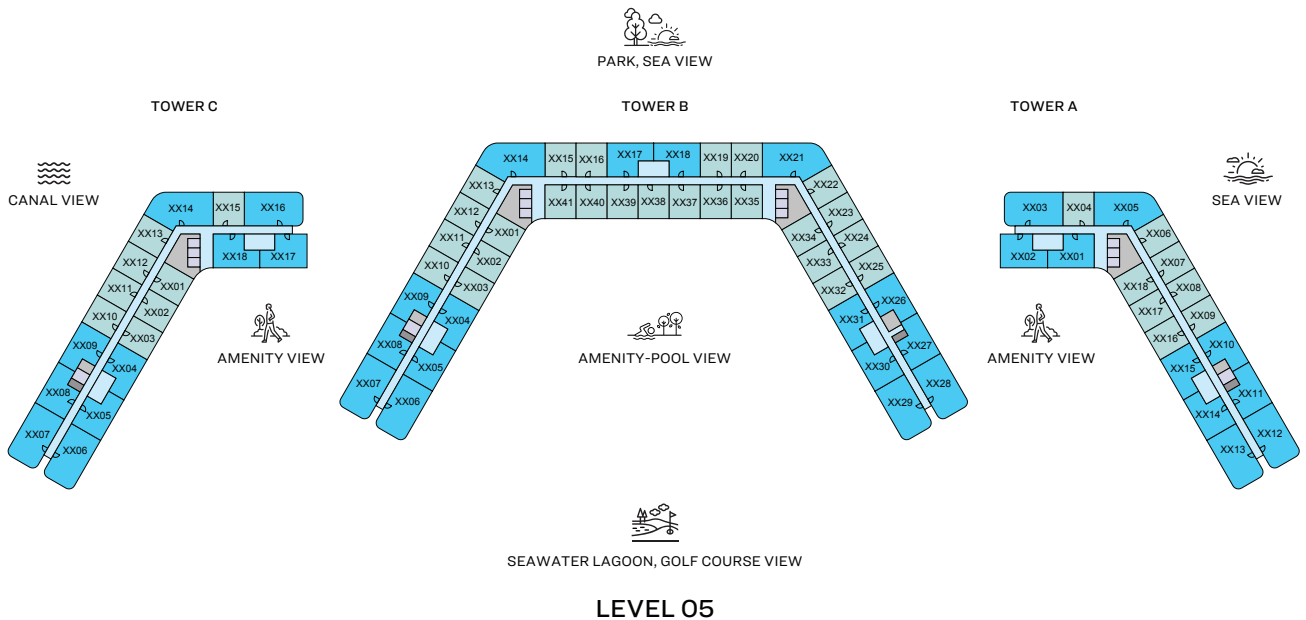 PARK, SEA VIEW
TOWER C
TOWER B
TOWER A
CANAL VIEW
SEA VIEW
XX14
XX15
XX16
XX13
XX12
XX11
XX10
XX09
XX08
XX07
XX18
XX17
XX01
XX02
XX03
XX04
XX05
XX06
AMENITY VIEW
XX14
XX15
XX16
XX17
XX18
XX19
XX20
XX21
XX13
XX12
XX11
XX10
XX09
XX08
XX07
XX41
XX40
XX39
XX38
XX37
XX36
XX35
XX01
XX02
XX03
XX04
XX05
XX06
XX22
XX23
XX24
XX25
XX26
XX27
XX28
XX34
XX33
XX32
XX31
XX30
XX29
AMENITY-POOL VIEW
XX03
XX04
XX05
XX02
XX01
XX06
XX07
XX08
XX09
XX10
XX11
XX12
XX18
XX17
XX16
XX15
XX14
XX13
AMENITY VIEW
SEAWATER LAGOON, GOLF COURSE VIEW
LEVEL 05